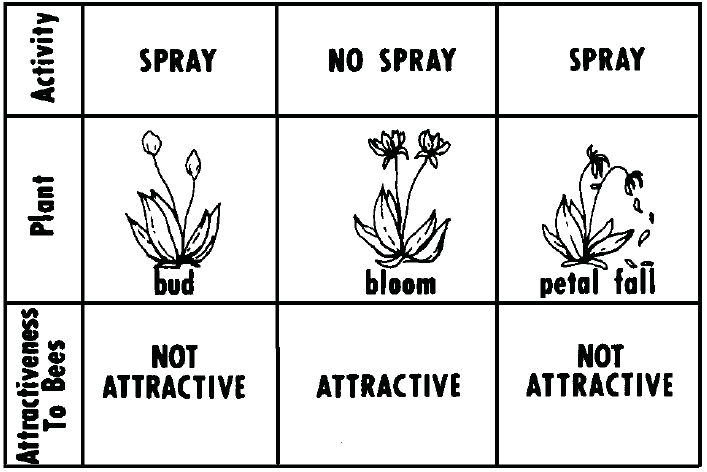 Activity
SPRAY
NO SPRAY
SPRAY
Plant
bud
bloom
petal fall
Attractiveness
To Bees
NOT
ATTRACTIVE
ATTRACTIVE
NOT
ATTRACTIVE